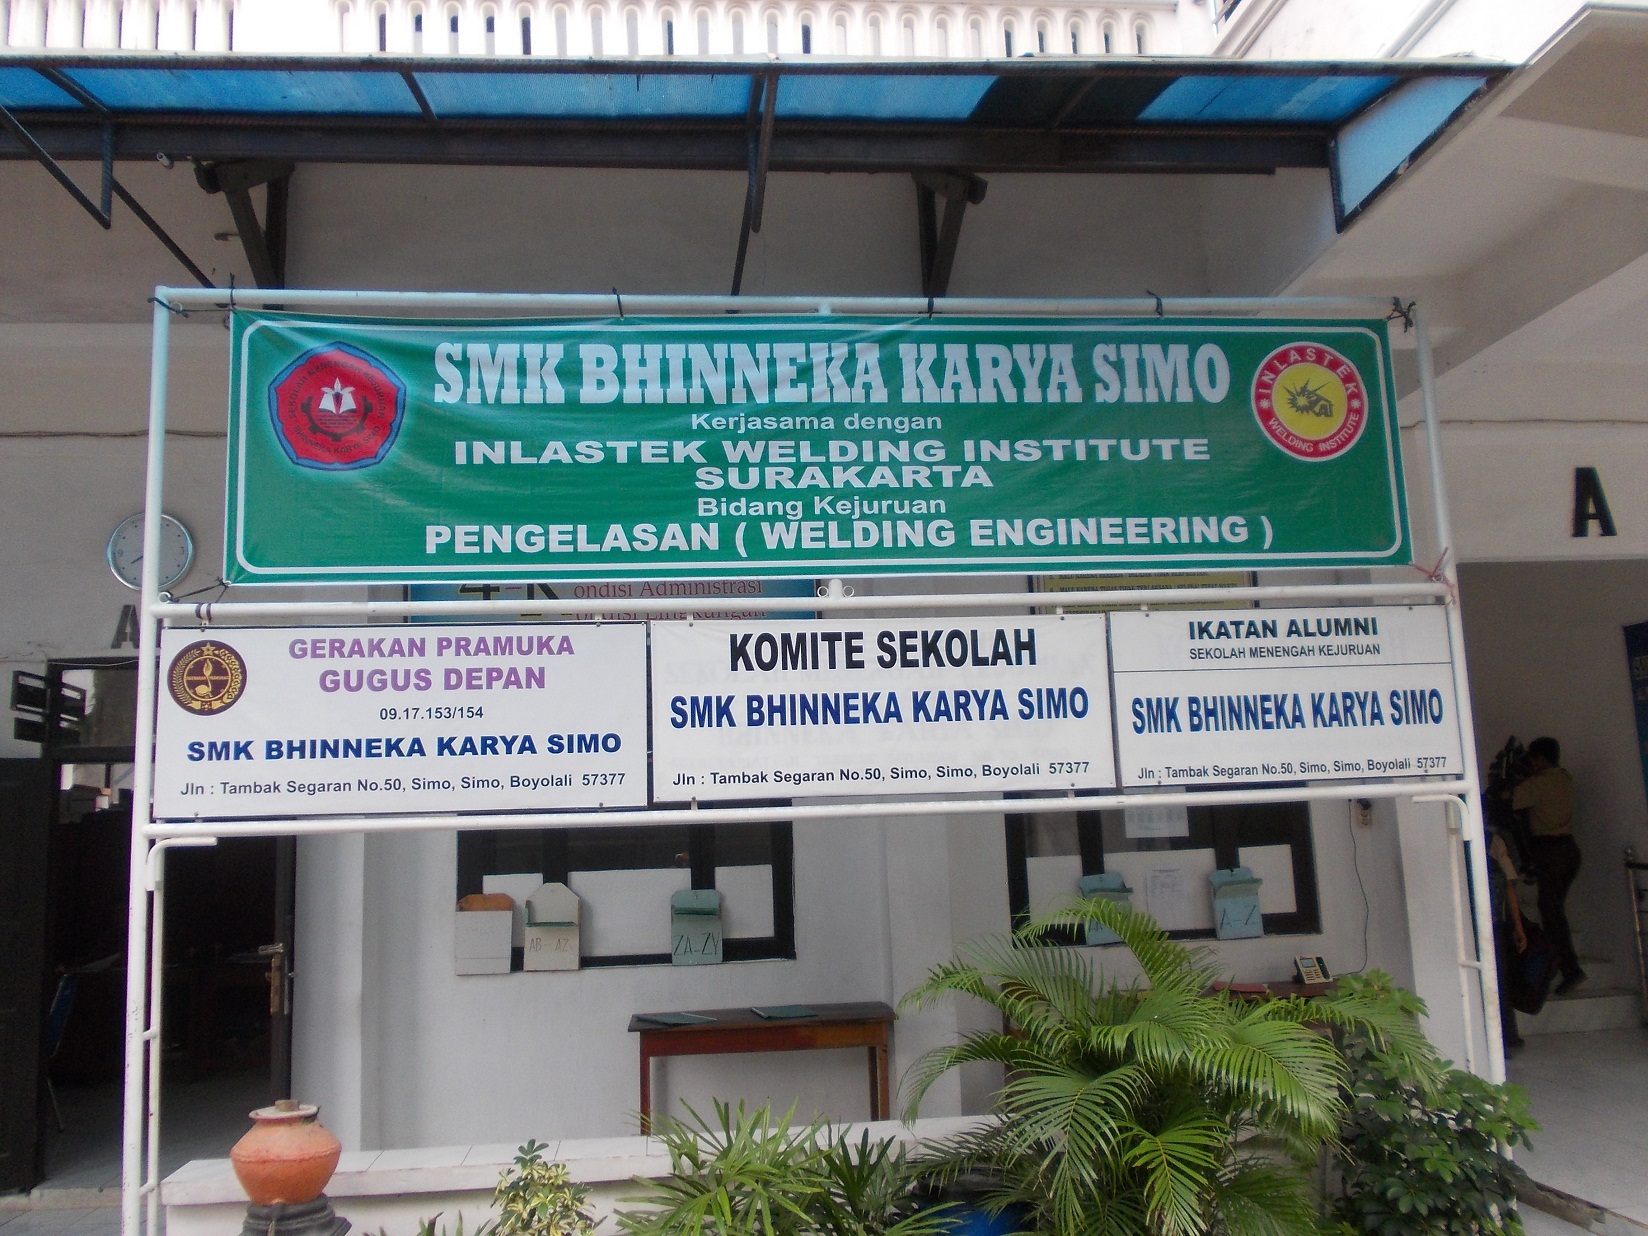 SMK BHINNEKA KARYA SIMO
Kerjasama dengan
INLASTEK WELDING INSTITUTE
SURAKARTA
Bidang Kejuruan
PENGELASAN ( WELDING ENGINEERING )
INLASTEK
WELDING INSTITUTE
A
A
ondisi Administrasi
GERAKAN PRAMUKA
GUGUS DEPAN
09.17.153/154
SMK BHINNEKA KARYA SIMO
Jln : Tambak Segaran No.50, Simo, Simo, Boyolali 57377
KOMITE SEKOLAH
SMK BHINNEKA KARYA SIMO
Jln : Tambak Segaran No.50, Simo, Simo, Boyolali 57377
IKATAN ALUMNI
SEKOLAH MENENGAH KEJURUAN
SMK BHINNEKA KARYA SIMO
Jln : Tambak Segaran No.50, Simo, Simo, Boyolali 57377
AB-AZ
ZA-ZY
A-Z